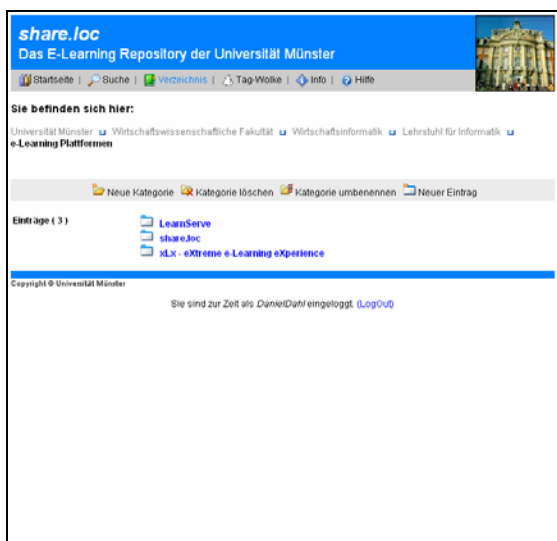 share.loc
Das E-Learning Repository der Universität Münster
Startseite | Suche | Verzeichnis | Tag-Wolke | Info | Hilfe
Sie befinden sich hier:
Universität Münster Wirtschaftswissenschaftliche Fakultät Wirtschaftsinformatik Lehrstuhl für Informatik
e-Learning Plattformen
Neue Kategorie Kategorie löschen Kategorie umbenennen Neuer Eintrag
Einträge ( 3 ) LearnServe
share.loc
xLx - eXtreme e-Learning eXperience
Copyright © Universität Münster
Sie sind zur Zeit als DanielDahl eingeloggt. (LogOut)